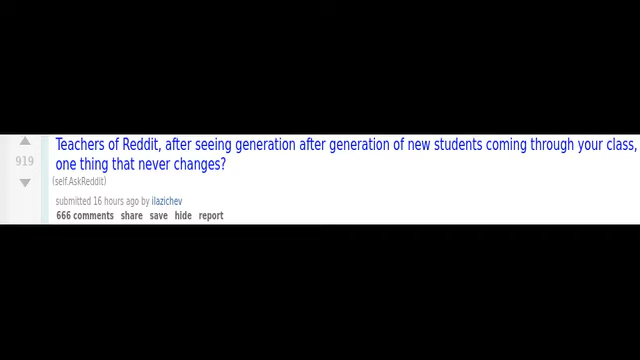 Teachers of Reddit, after seeing generation after generation of new students coming through your class,
one thing that never changes?
919
(self.AskReddit)
submitted 16 hours ago by ilazichev
666 comments share save hide report